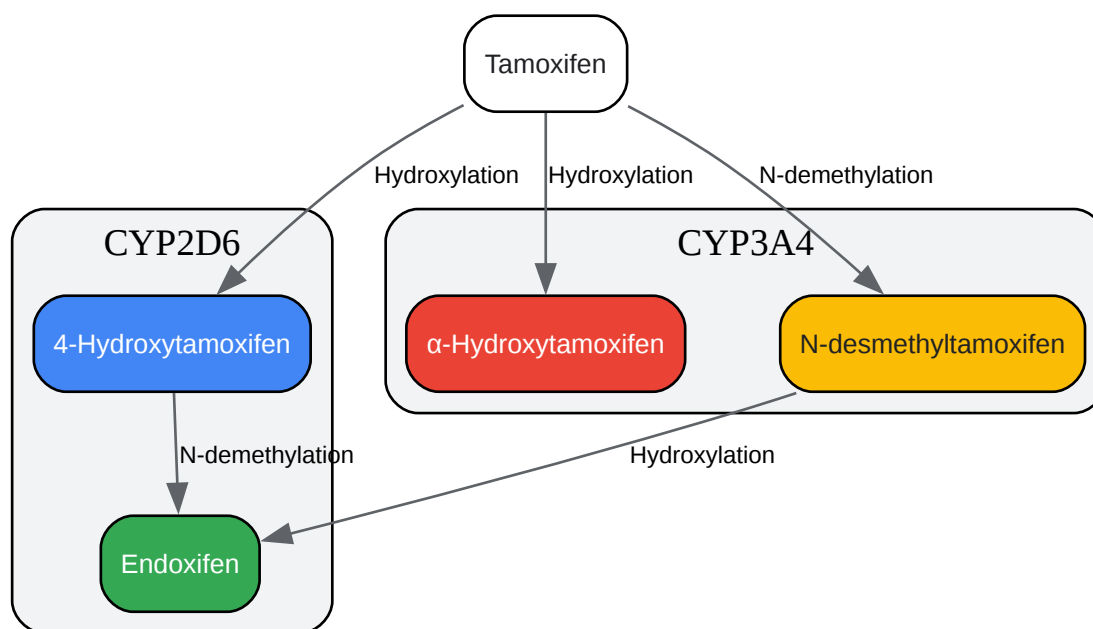 Tamoxifen
Hydroxylation
Hydroxylation
N-demethylation
CYP2D6
CYP3A4
4-Hydroxytamoxifen
α-Hydroxytamoxifen
N-desmethyltamoxifen
N-demethylation
Hydroxylation
Endoxifen